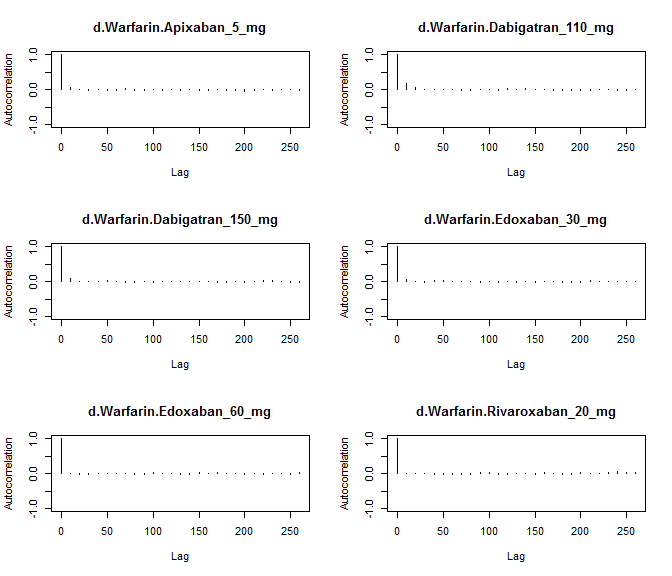 d.Warfarin.Apixaban_5_mg
Autocorrelation
1.0
0.0
-1.0
0 50 100 150 200 250
Lag
d.Warfarin.Dabigatran_110_mg
Autocorrelation
1.0
0.0
-1.0
0 50 100 150 200 250
Lag
d.Warfarin.Dabigatran_150_mg
Autocorrelation
1.0
0.0
-1.0
0 50 100 150 200 250
Lag
d.Warfarin.Edoxaban_30_mg
Autocorrelation
1.0
0.0
-1.0
0 50 100 150 200 250
Lag
d.Warfarin.Edoxaban_60_mg
Autocorrelation
1.0
0.0
-1.0
0 50 100 150 200 250
Lag
d.Warfarin.Rivaroxaban_20_mg
Autocorrelation
1.0
0.0
-1.0
0 50 100 150 200 250
Lag